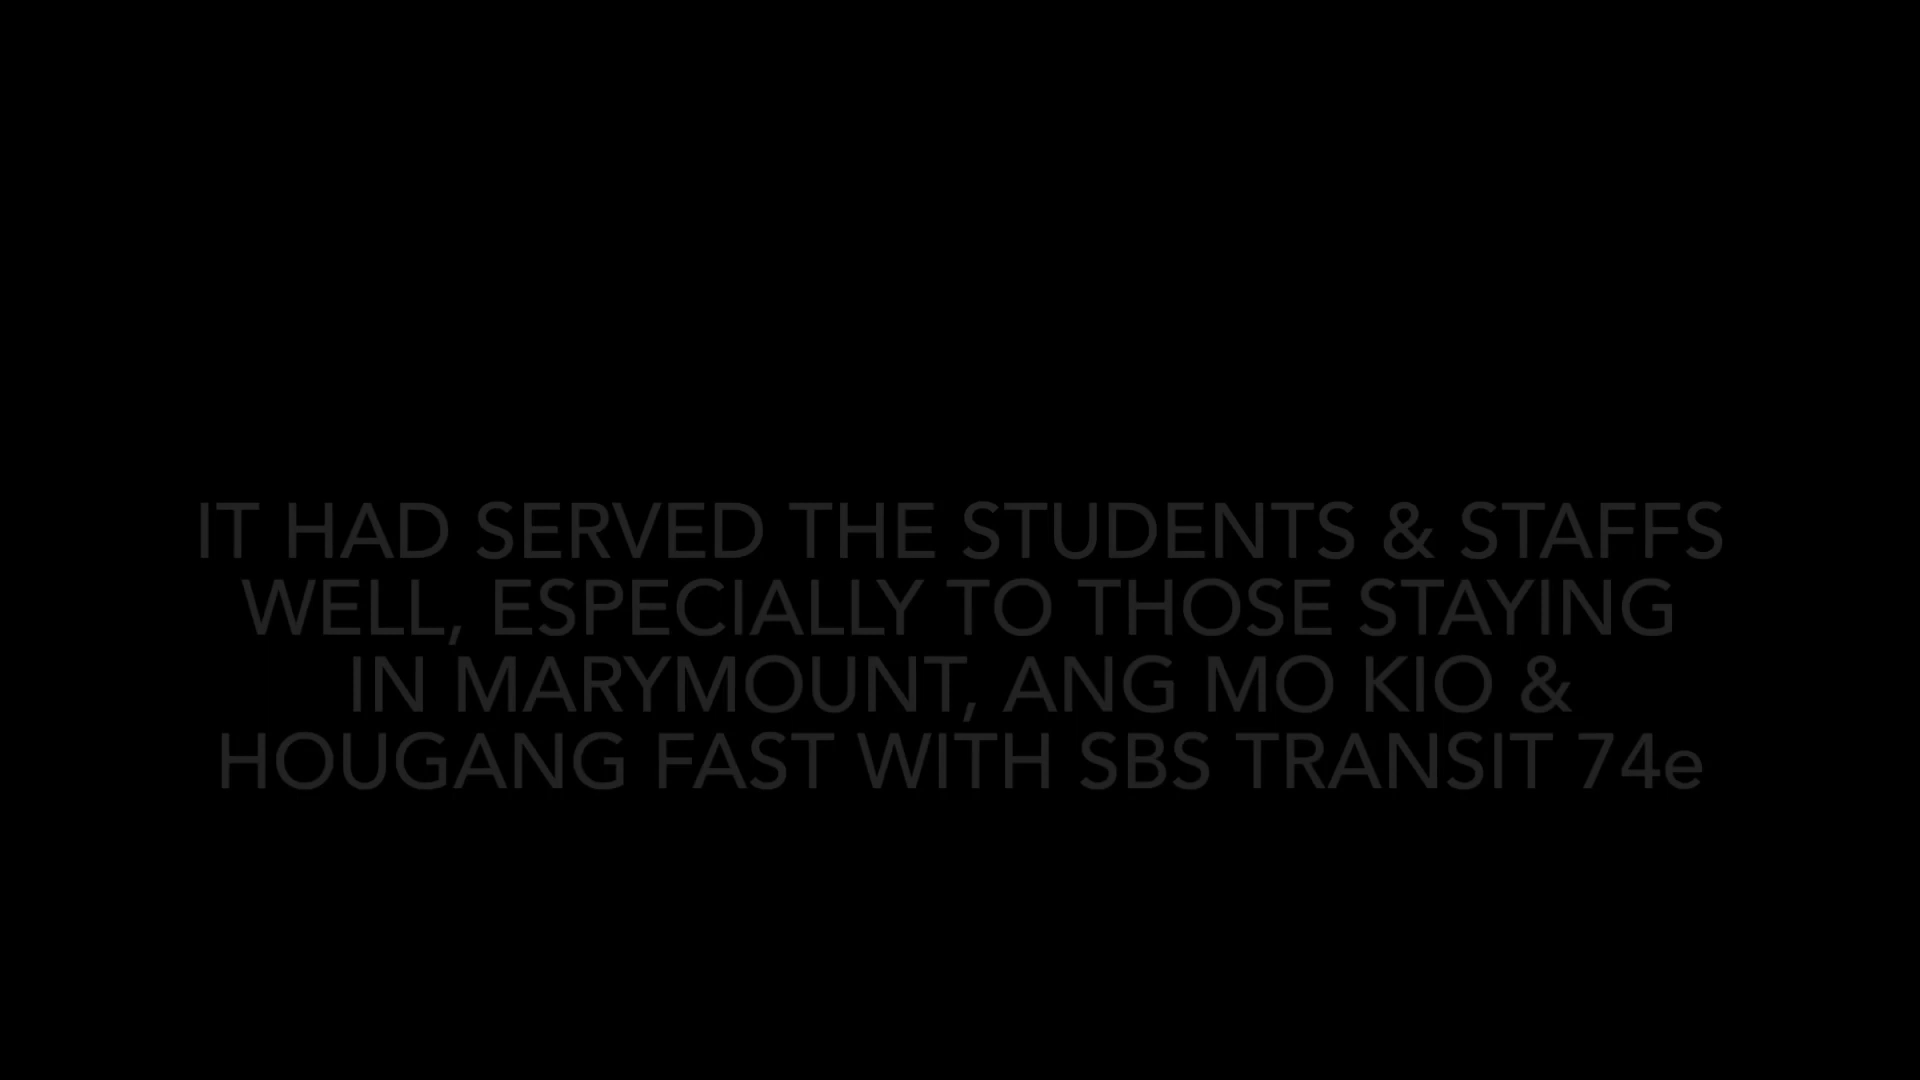 IT HAD SERVED THE STUDENTS & STAFFS
WELL, ESPECIALLY TO THOSE STAYING
IN MARYMOUNT, ANG MO KIO &
HOUGANG FAST WITH SBS TRANSIT 74e